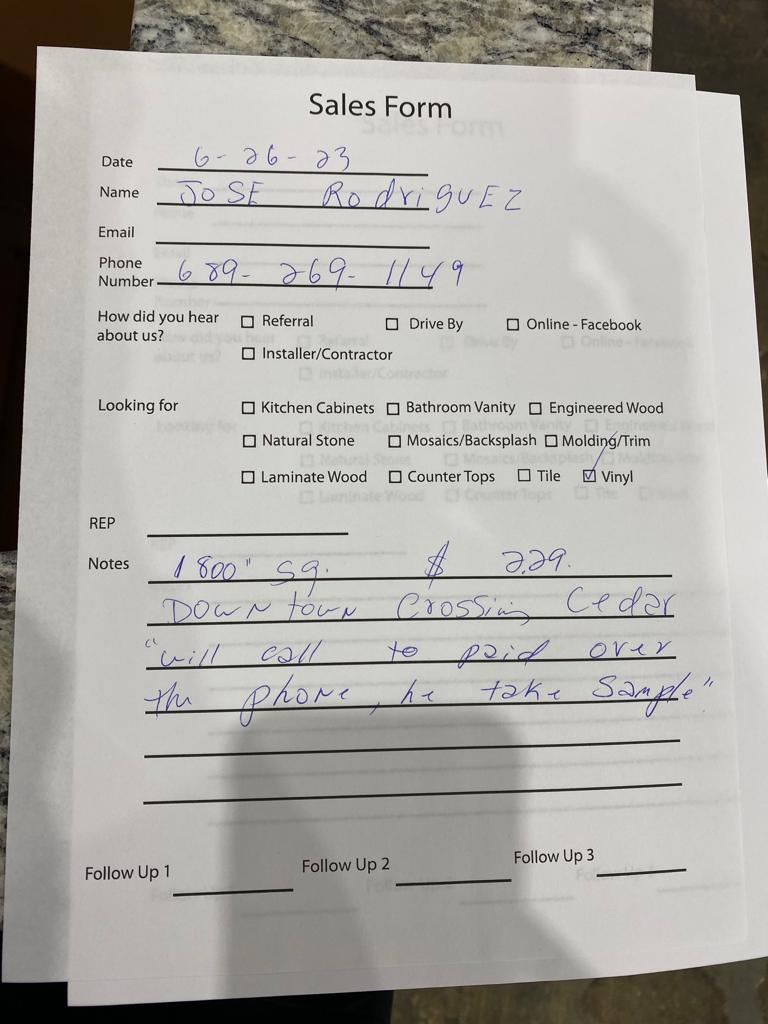 Sales Form
Date 6-26-23
Name JOSE RodriguEz
Email
Phone Number 689-269-1149
How did you hear about us? ☐ Referral ☐ Drive By ☐ Online - Facebook
☐ Installer/Contractor
Looking for ☐ Kitchen Cabinets ☐ Bathroom Vanity ☐ Engineered Wood
☐ Natural Stone ☐ Mosaics/Backsplash ☐ Molding/Trim
☐ Laminate Wood ☐ Counter Tops ☐ Tile ☑ Vinyl
REP
Notes 1800" sq. $ 2.29.
DOWNtOWN Crossing Cedar
"will call to paid over
the phone, he take Sample"
Follow Up 1 Follow Up 2 Follow Up 3